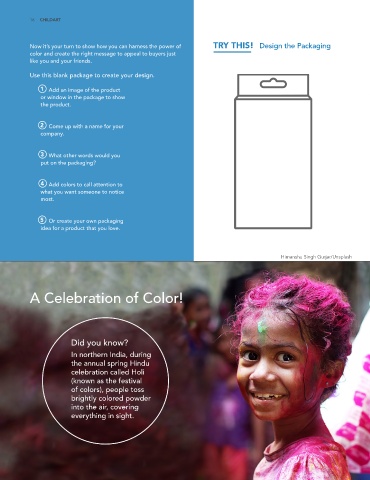 CHILDART
Now it's your turn to show how you can harness the power of
color and create the right message to appeal to buyers just
like you and your friends.
Use this blank package to create your design:
1 Add an image of the product
or window in the package to show
the product.
2 Come up with a name for your
company.
3 What other words would you
put on the packaging?
4 Add colors to call attention to
what you want someone to notice
most.
5 Or create your own packaging
idea for a product that you love.
TRY THIS! Design the Packaging
Himanshu Singh Gurjar/Unsplash
A Celebration of Color!
Did you know?
In northern India, during
the annual spring Hindu
celebration called Holi
(known as the festival
of colors), people toss
brightly colored powder
into the air, covering
everything in sight.